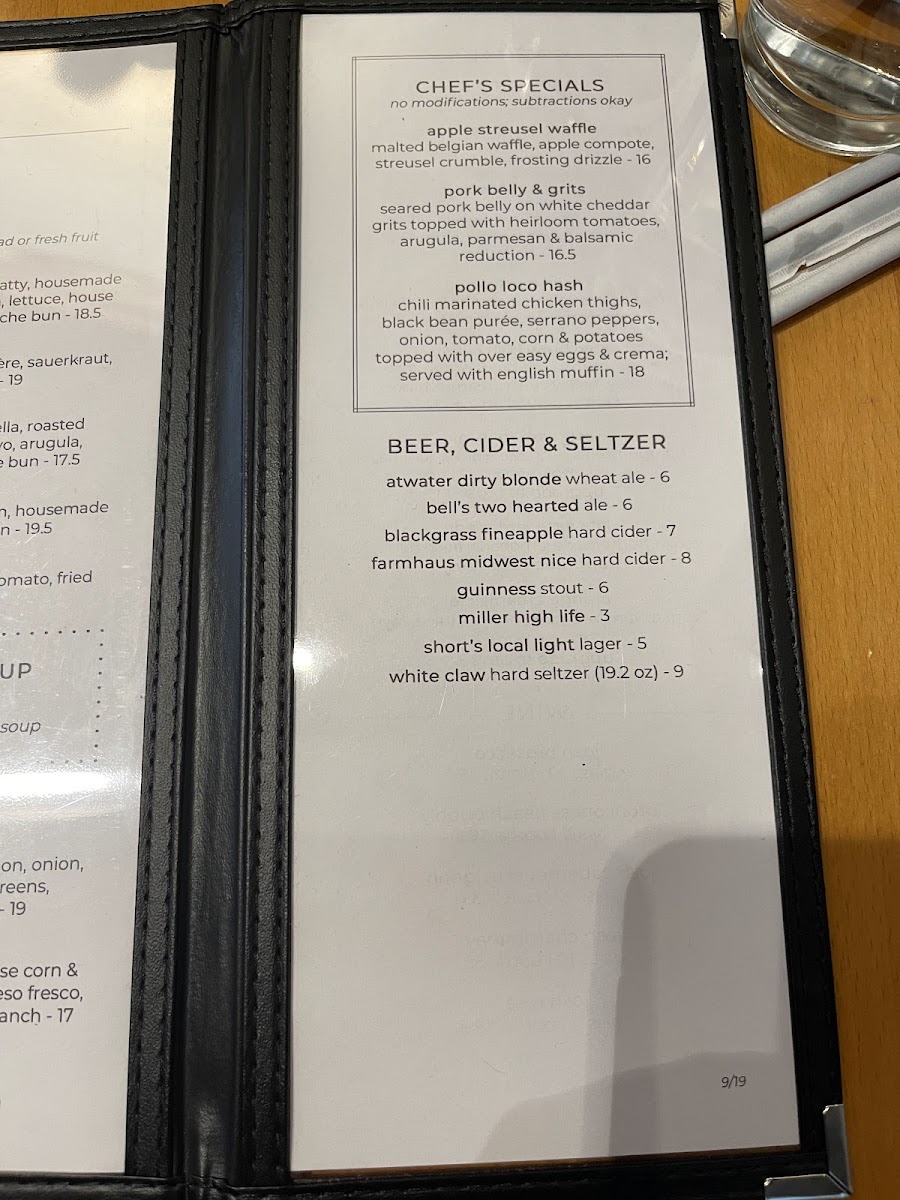 ad or fresh fruit
atty, housemade
, lettuce, house
che bun - 18.5
ère, sauerkraut,
- 19
ella, roasted
yo, arugula,
e bun - 17.5
n, housemade
n - 19.5
omato, fried
UP
soup
on, onion,
reens,
- 19
se corn &
eso fresco,
anch - 17
CHEF'S SPECIALS
no modifications; subtractions okay
apple streusel waffle
malted belgian waffle, apple compote,
streusel crumble, frosting drizzle - 16
pork belly & grits
seared pork belly on white cheddar
grits topped with heirloom tomatoes,
arugula, parmesan & balsamic
reduction - 16.5
pollo loco hash
chili marinated chicken thighs,
black bean purée, serrano peppers,
onion, tomato, corn & potatoes
topped with over easy eggs & crema;
served with english muffin - 18
BEER, CIDER & SELTZER
atwater dirty blonde wheat ale - 6
bell's two hearted ale - 6
blackgrass fineapple hard cider - 7
farmhaus midwest nice hard cider - 8
guinness stout - 6
miller high life - 3
short's local light lager - 5
white claw hard seltzer (19.2 oz) - 9
9/19